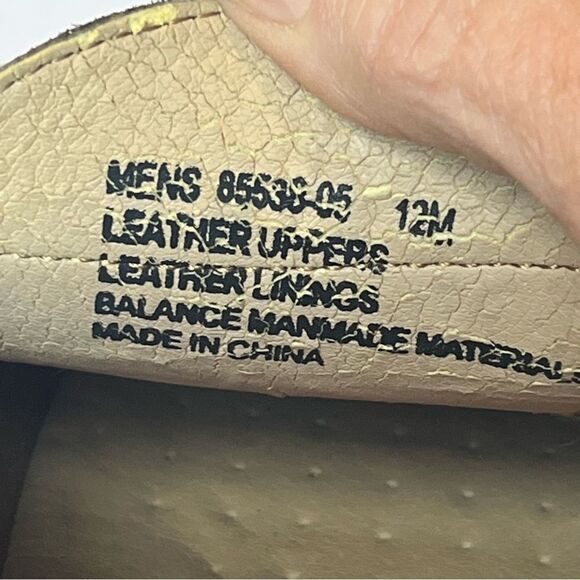 MENS 85538-05 12M
LEATHER UPPERS
LEATHER LININGS
BALANCE MANMADE MATERIALS
MADE IN CHINA